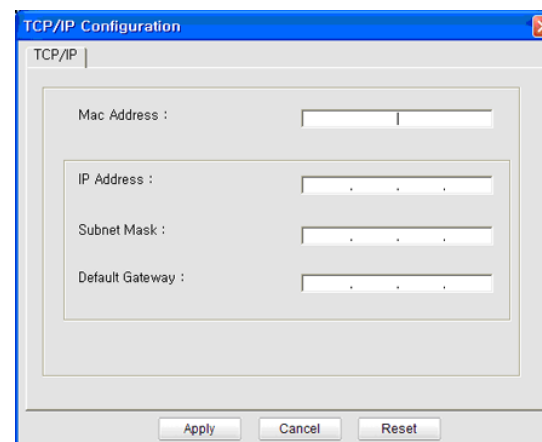 TCP/IP Configuration
TCP/IP
Mac Address :
IP Address :
. . .
Subnet Mask :
. . .
Default Gateway :
. . .
Apply Cancel Reset